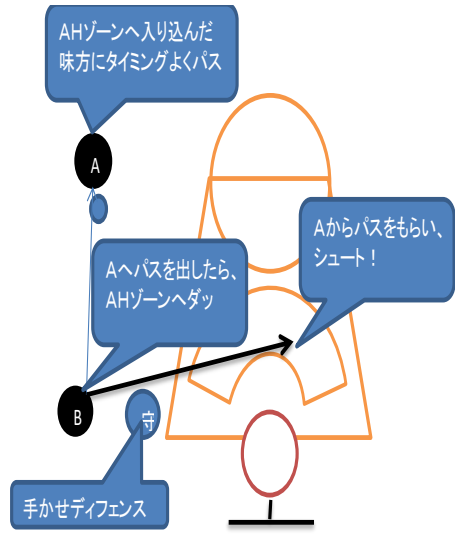 AHゾーンへ入り込んだ
味方にタイミングよくパス
A
Aからパスをもらい、
シュート！
Aへパスを出したら、
AHゾーンへダッ
B
守
手かせディフェンス